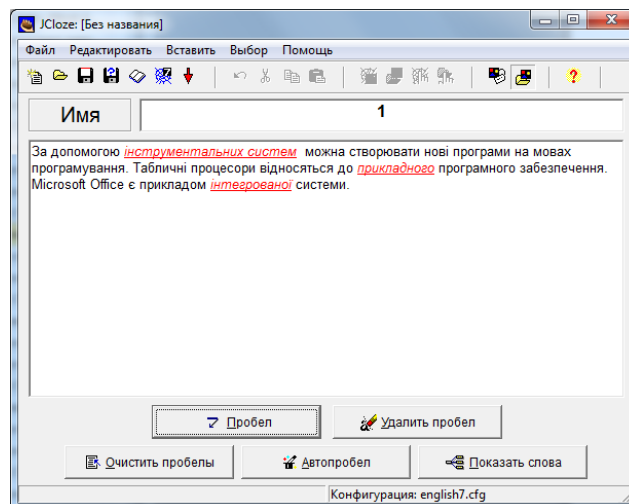 JCloze: [Без названия]
Файл Редактировать Вставить Выбор Помощь
Имя 1
За допомогою інструментальних систем можна створювати нові програми на мовах
програмування. Табличні процесори відносяться до прикладного програмного забезпечення.
Microsoft Office є прикладом інтегрованої системи.
Пробел Удалить пробел
Очистить пробелы Автопробел Показать слова
Конфигурация: english7.cfg